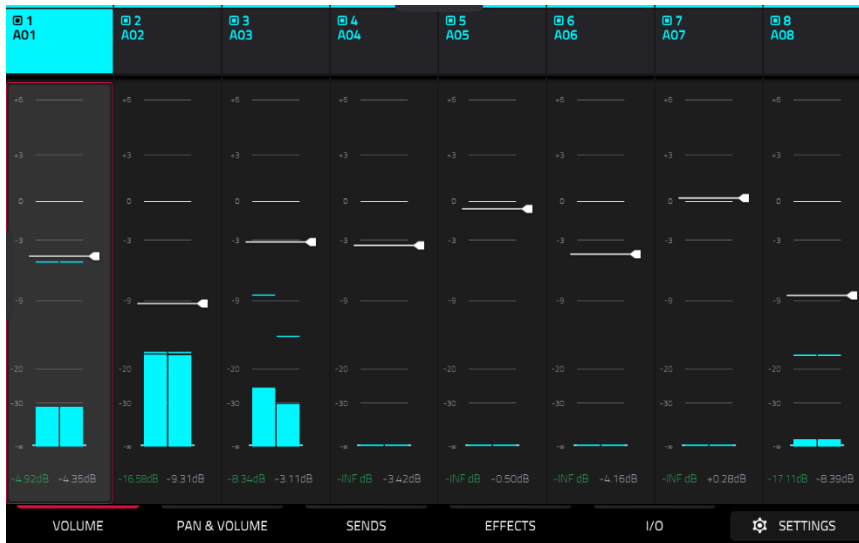 1 2 3 4 5 6 7 8
A01 A02 A03 A04 A05 A06 A07 A08
+6 +6 +6 +6 +6 +6 +6 +6
+3 +3 +3 +3 +3 +3 +3 +3
0 0 0 0 0 0 0 0
-3 -3 -3 -3 -3 -3 -3 -3
-9 -9 -9 -9 -9 -9 -9 -9
-20 -20 -20 -20 -20 -20 -20 -20
-30 -30 -30 -30 -30 -30 -30 -30
-∞ -∞ -∞ -∞ -∞ -∞ -∞ -∞
-4.92dB -4.35dB -16.58dB -9.31dB -8.34dB -3.11dB -INF dB -3.42dB -INF dB -0.50dB -INF dB -4.16dB -INF dB +0.28dB -17.11dB -8.39dB
VOLUME PAN & VOLUME SENDS EFFECTS I/O SETTINGS